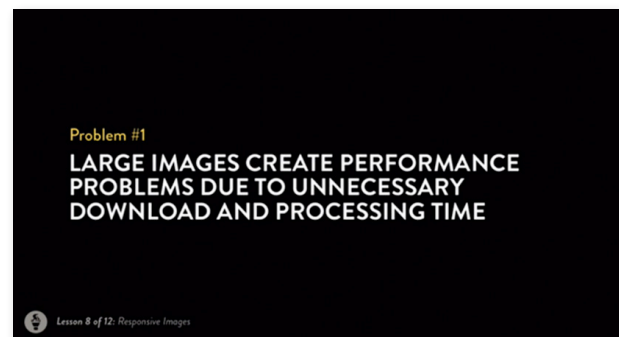 Problem #1
LARGE IMAGES CREATE PERFORMANCE
PROBLEMS DUE TO UNNECESSARY
DOWNLOAD AND PROCESSING TIME
Lesson 8 of 12: Responsive Images